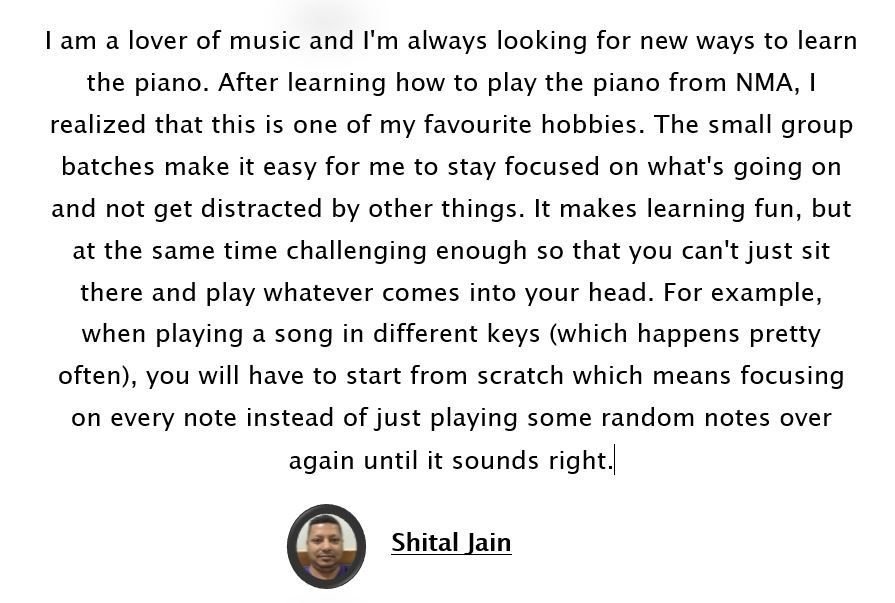 I am a lover of music and I'm always looking for new ways to learn
the piano. After learning how to play the piano from NMA, I
realized that this is one of my favourite hobbies. The small group
batches make it easy for me to stay focused on what's going on
and not get distracted by other things. It makes learning fun, but
at the same time challenging enough so that you can't just sit
there and play whatever comes into your head. For example,
when playing a song in different keys (which happens pretty
often), you will have to start from scratch which means focusing
on every note instead of just playing some random notes over
again until it sounds right.
Shital Jain